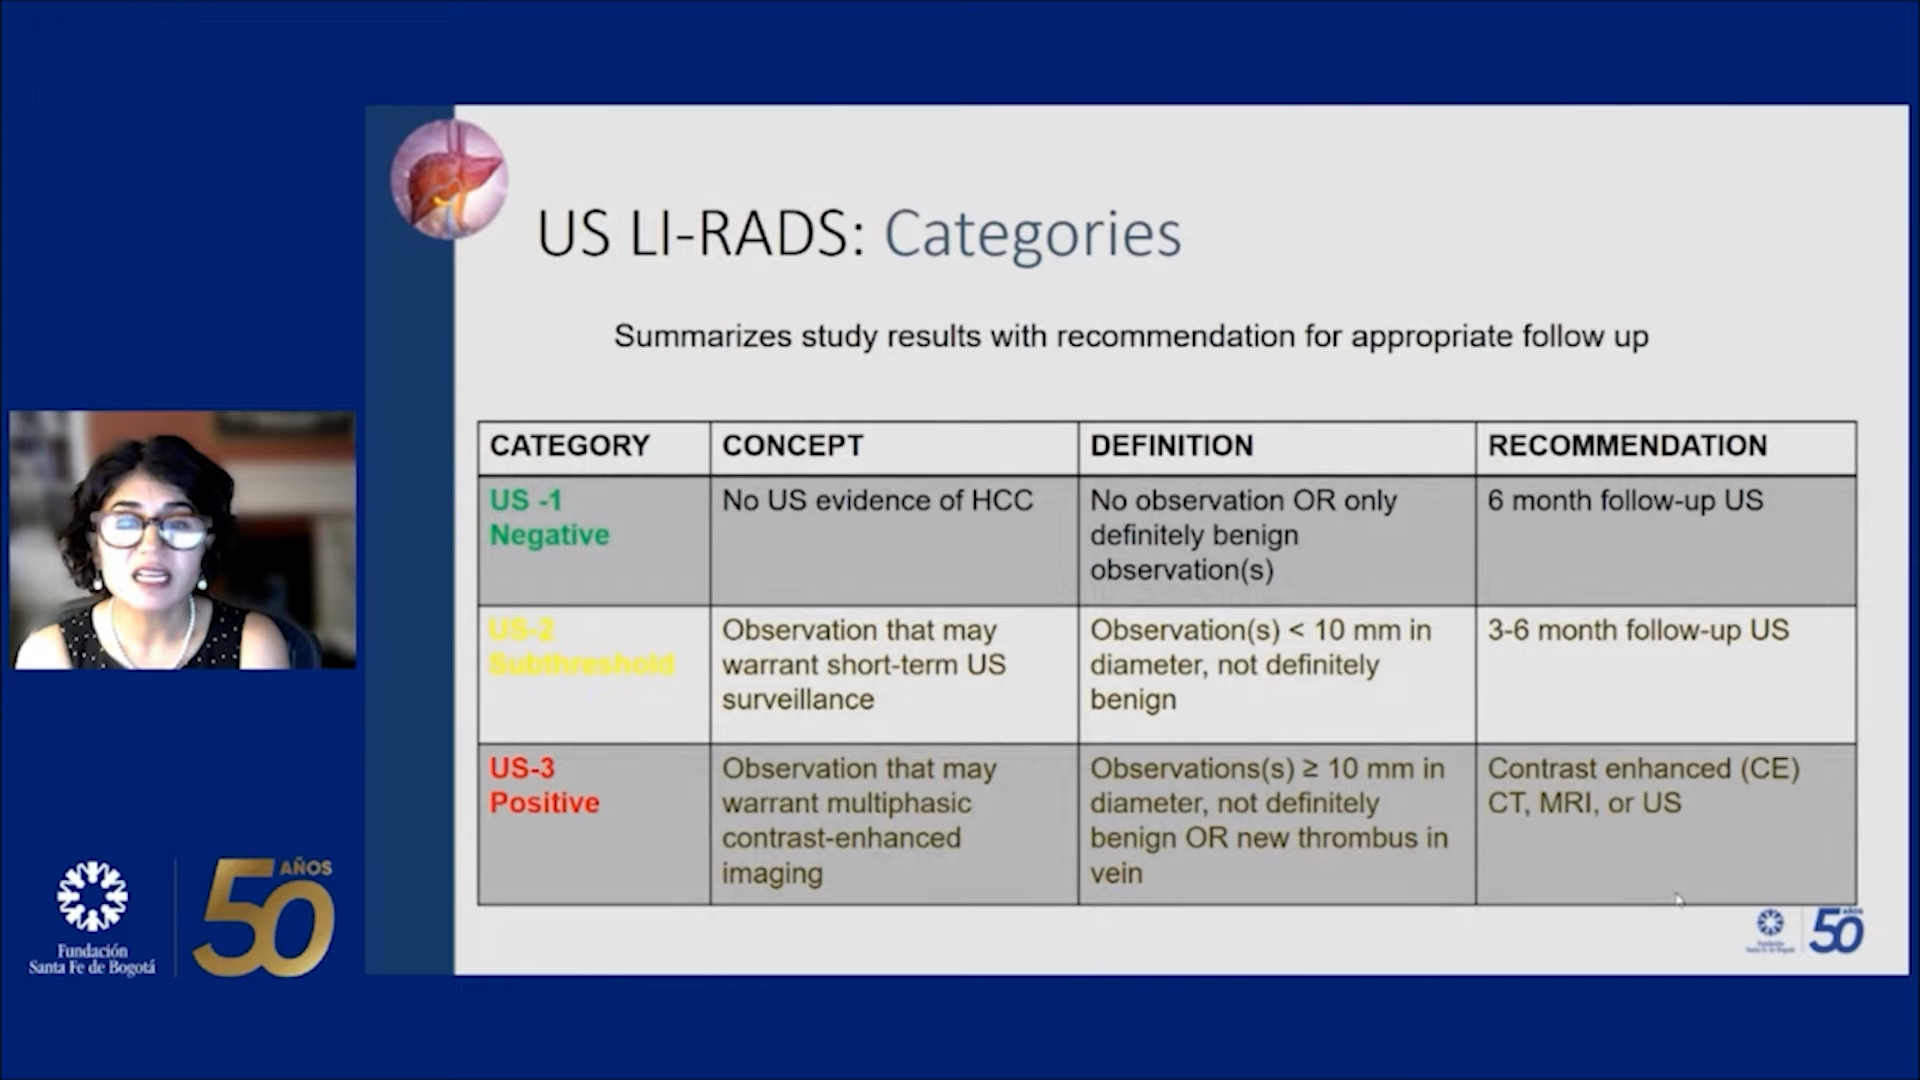 US LI-RADS: Categories
Summarizes study results with recommendation for appropriate follow up
CATEGORY CONCEPT DEFINITION RECOMMENDATION
US -1
Negative
No US evidence of HCC
No observation OR only
definitely benign
observation(s)
6 month follow-up US
US-2
Subthreshold
Observation that may
warrant short-term US
surveillance
Observation(s) < 10 mm in
diameter, not definitely
benign
3-6 month follow-up US
US-3
Positive
Observation that may
warrant multiphasic
contrast-enhanced
imaging
Observations(s) ≥ 10 mm in
diameter, not definitely
benign OR new thrombus in
vein
Contrast enhanced (CE)
CT, MRI, or US
Fundación
Santa Fe de Bogotá
50 AÑOS
50 AÑOS